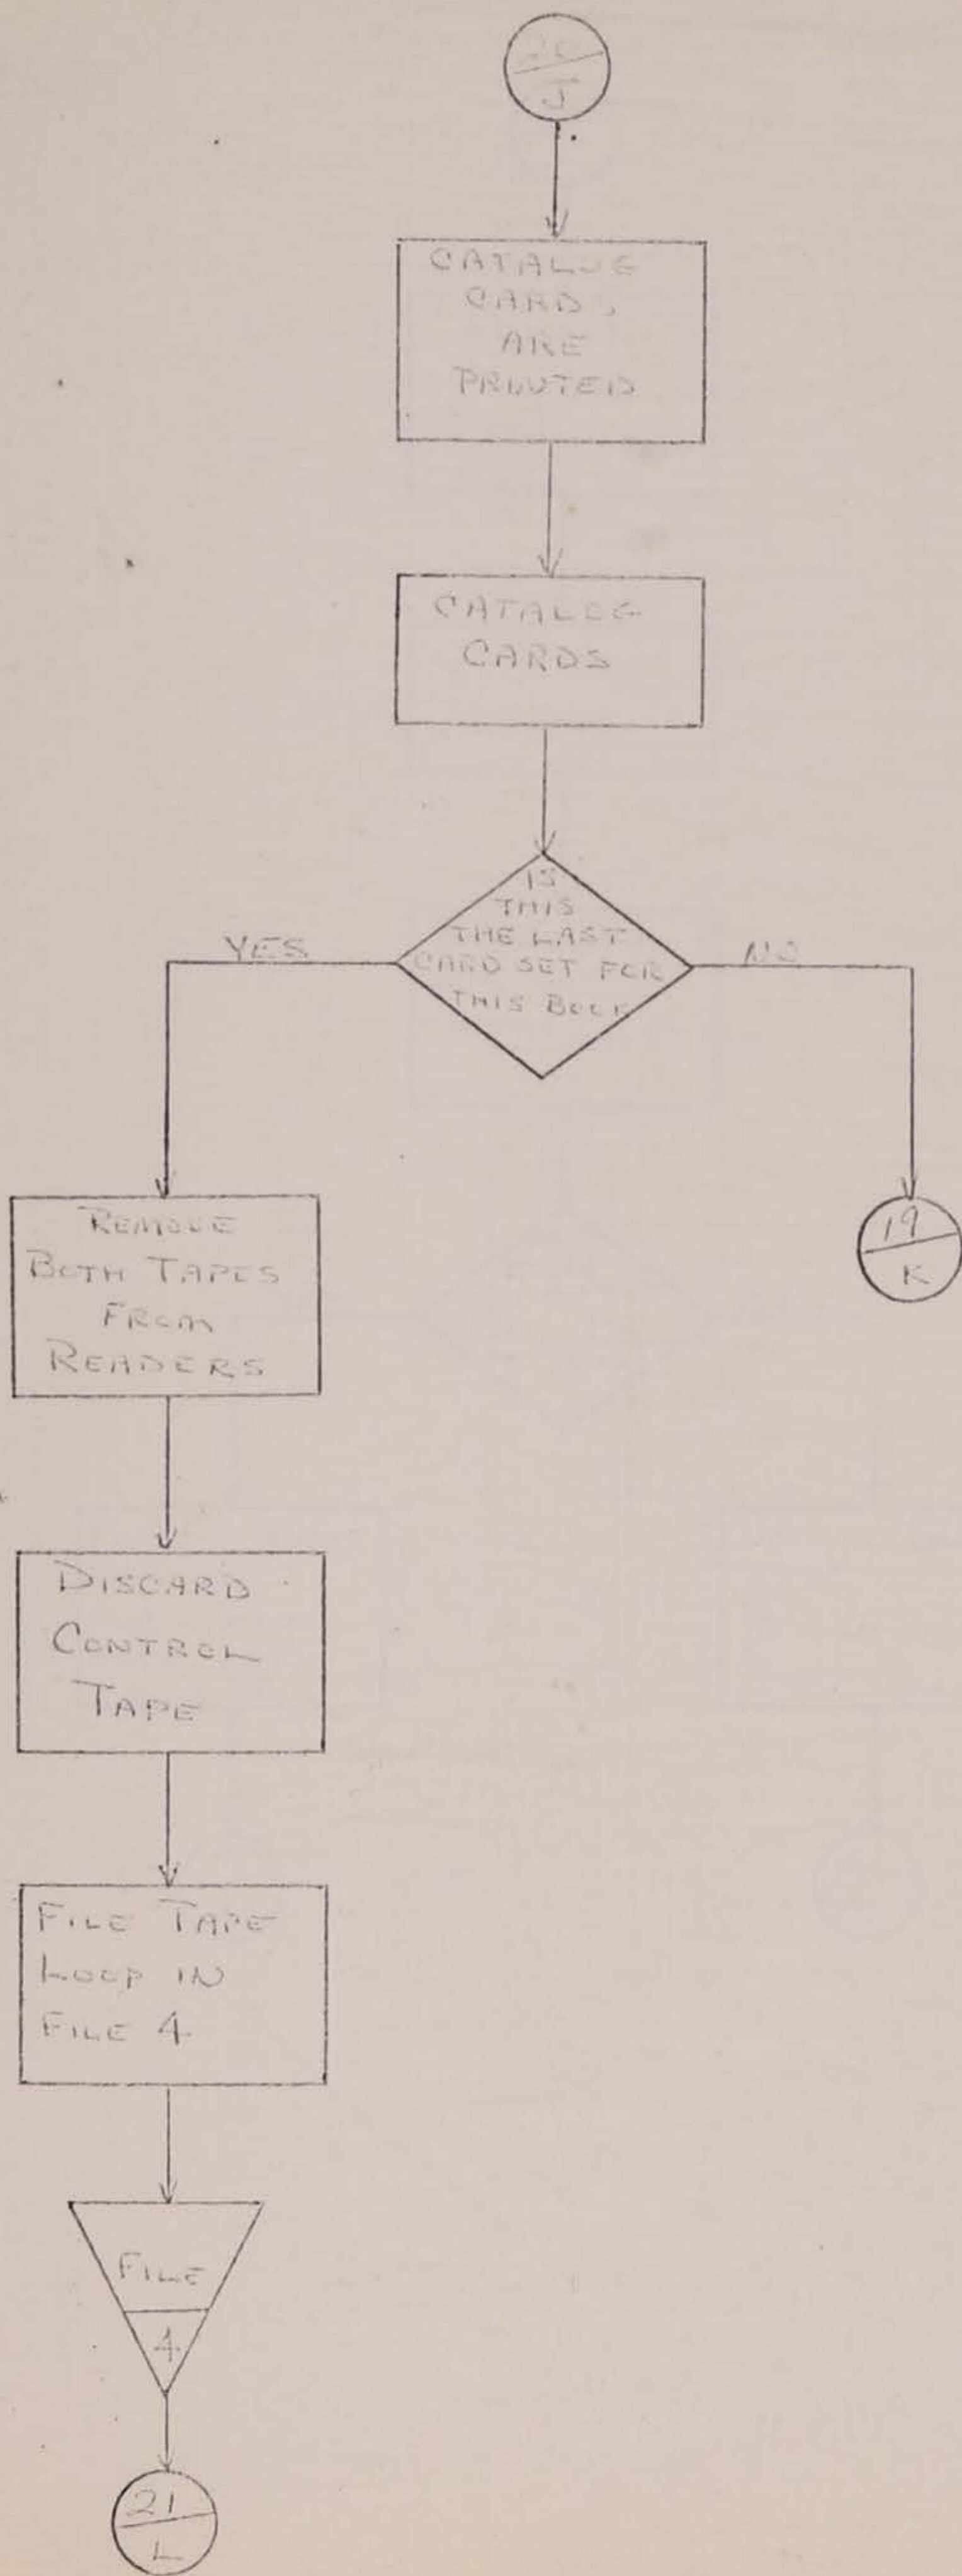 20
J
CATALOG
CARDS
ARE
PRINTED
CATALOG
CARDS
IS
THIS
THE LAST
CARD SET FOR
THIS BOOK
YES
NO
REMOVE
BOTH TAPES
FROM
READERS
19
K
DISCARD
CONTROL
TAPE
FILE TAPE
LOOP IN
FILE 4
FILE
4
21
L